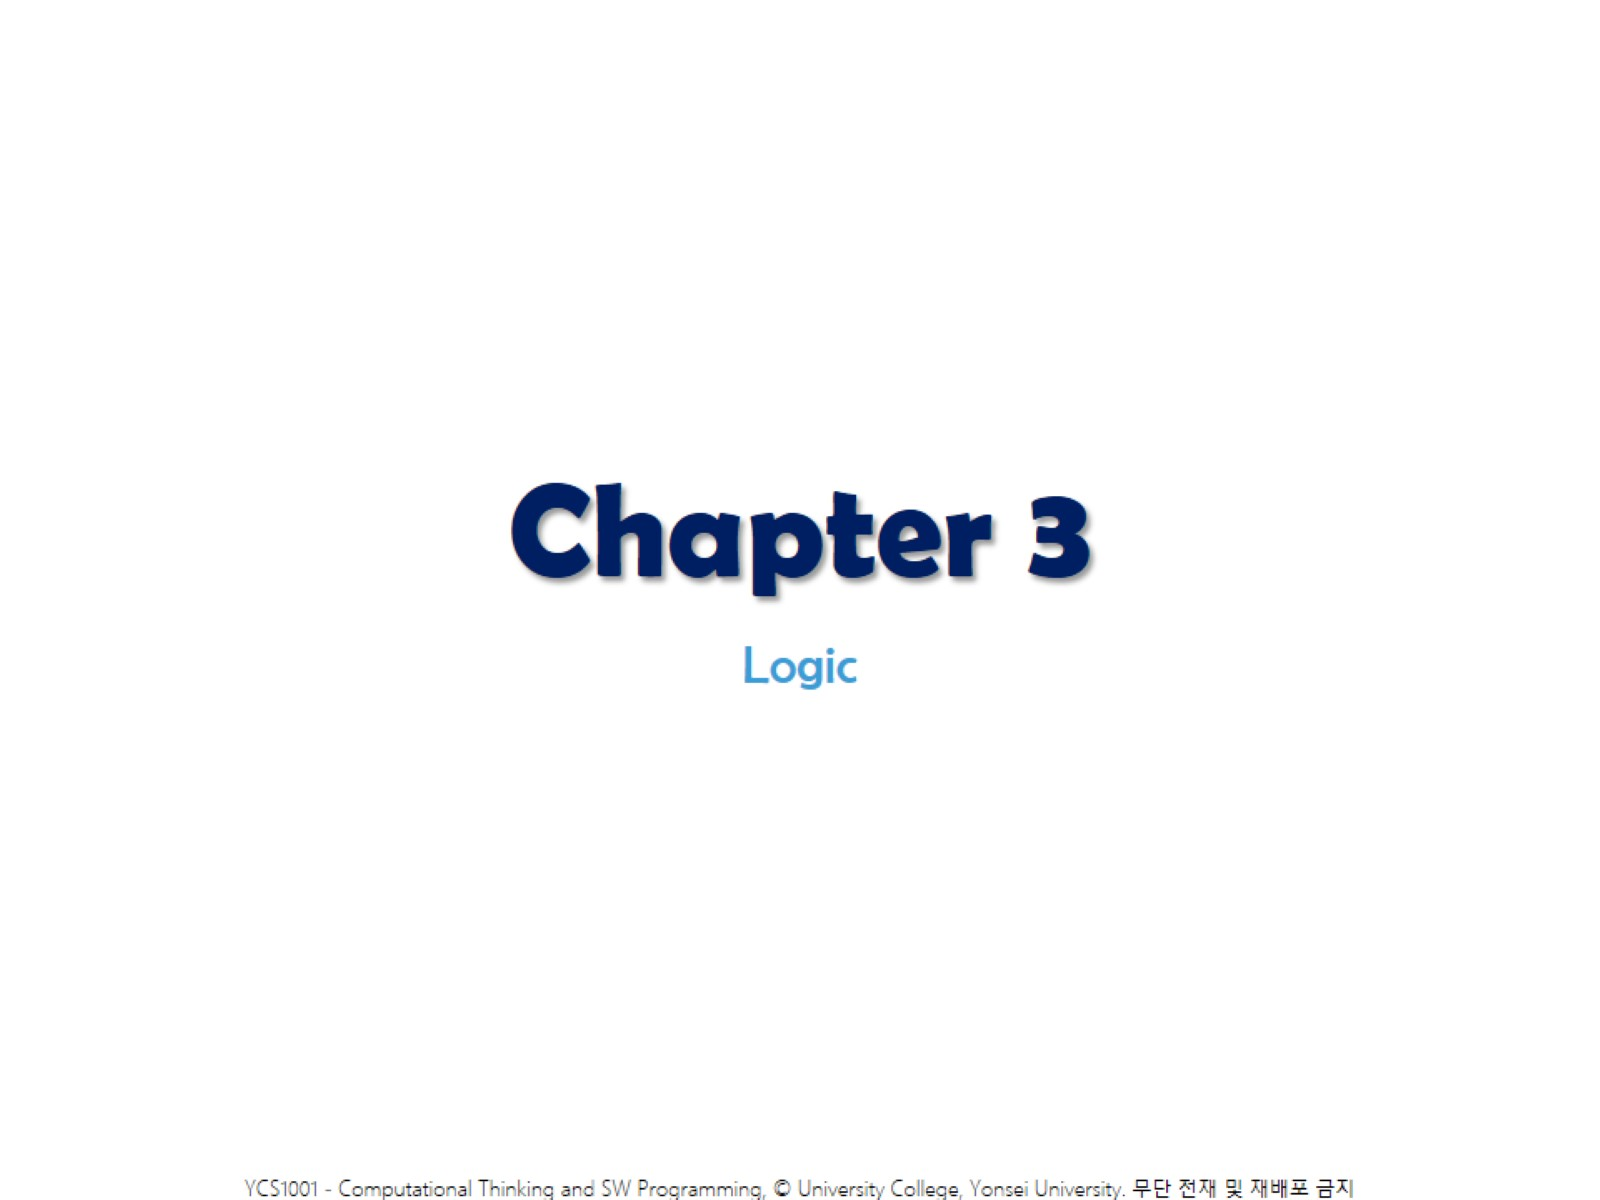 Chapter 3
Logic
YCS1001 - Computational Thinking and SW Programming, © University College, Yonsei University. 무단 전재 및 재배포 금지